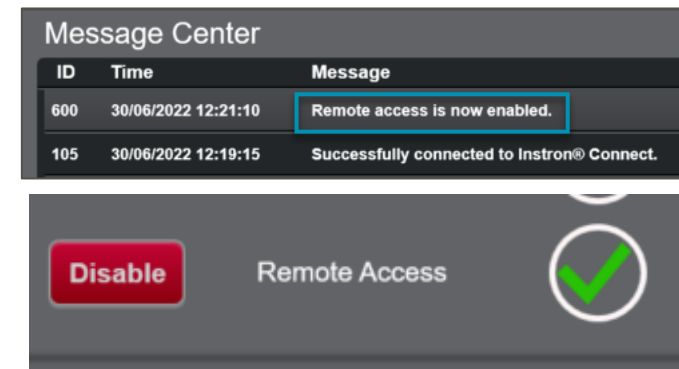 Message Center
ID Time Message
600 30/06/2022 12:21:10 Remote access is now enabled.
105 30/06/2022 12:19:15 Successfully connected to Instron® Connect.
Disable Remote Access